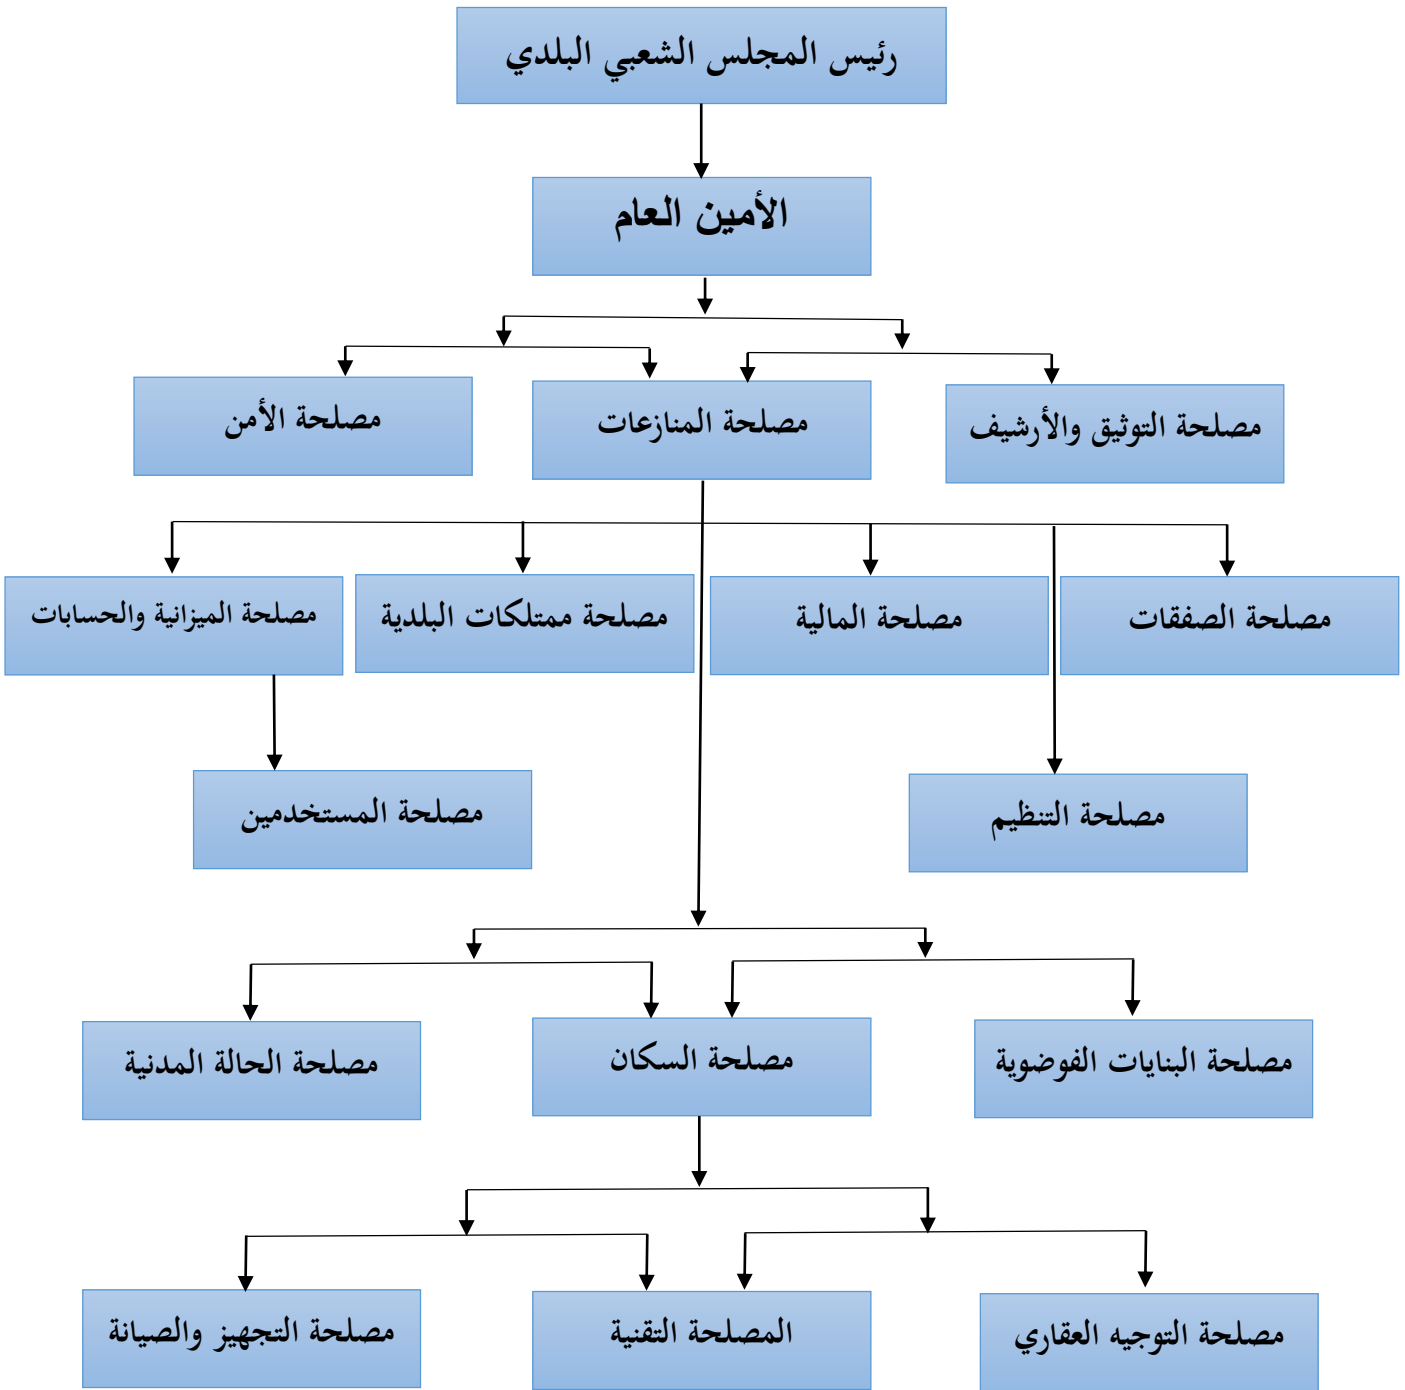 رئيس المجلس الشعبي البلدي
الأمين العام
مصلحة التوثيق والأرشيف
مصلحة المنازعات
مصلحة الأمن
مصلحة الصفقات
مصلحة المالية
مصلحة ممتلكات البلدية
مصلحة الميزانية والحسابات
مصلحة التنظيم
مصلحة المستخدمين
مصلحة البنايات الفوضوية
مصلحة السكان
مصلحة الحالة المدنية
مصلحة التوجيه العقاري
المصلحة التقنية
مصلحة التجهيز والصيانة